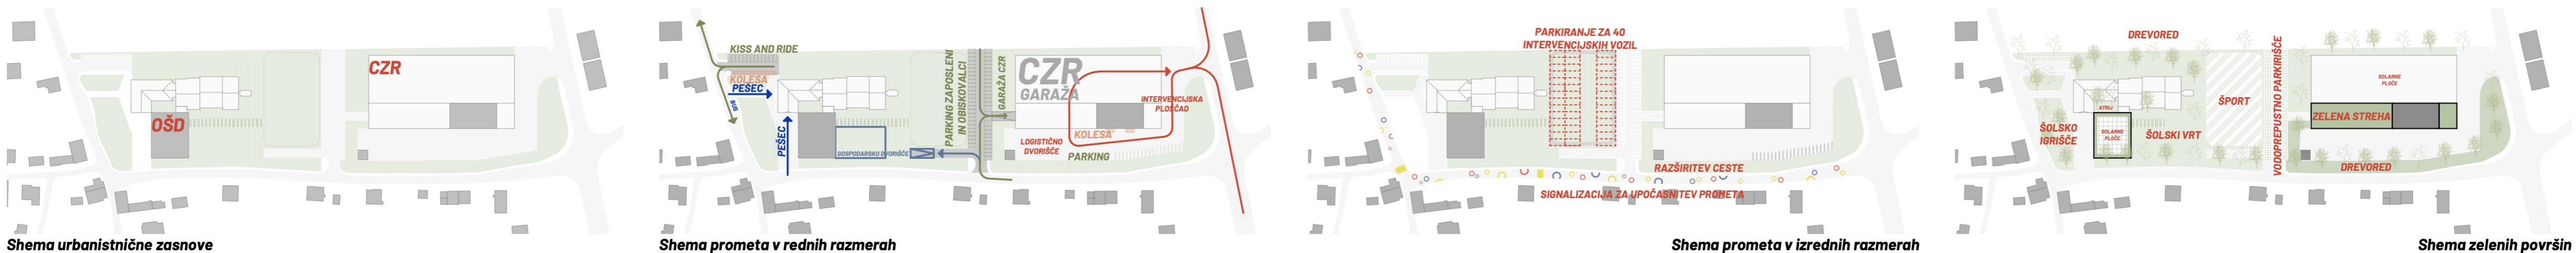 OŠD
CZR
Shema urbanistnične zasnove
KISS AND RIDE
KOLESA
PEŠEC
BUS
PEŠEC
GOSPODARSKO DVORIŠČE
PARKING ZAPOSLENI
IN OBISKOVALCI
GARAŽA CZR
CZR
GARAŽA
INTERVENCIJSKA
PLOŠČAD
KOLESA
LOGISTIČNO
DVORIŠČE
PARKING
Shema prometa v rednih razmerah
PARKIRANJE ZA 40
INTERVENCIJSKIH VOZIL
RAZŠIRITEV CESTE
SIGNALIZACIJA ZA UPOČASNITEV PROMETA
Shema prometa v izrednih razmerah
DREVORED
ATRIJ
SOLARNE
PLOČE
ŠOLSKO
IGRIŠČE
ŠOLSKI VRT
ŠPORT
VODOPREPUSTNO PARKIRIŠČE
SOLARNE
PLOČE
ZELENA STREHA
DREVORED
Shema zelenih površin